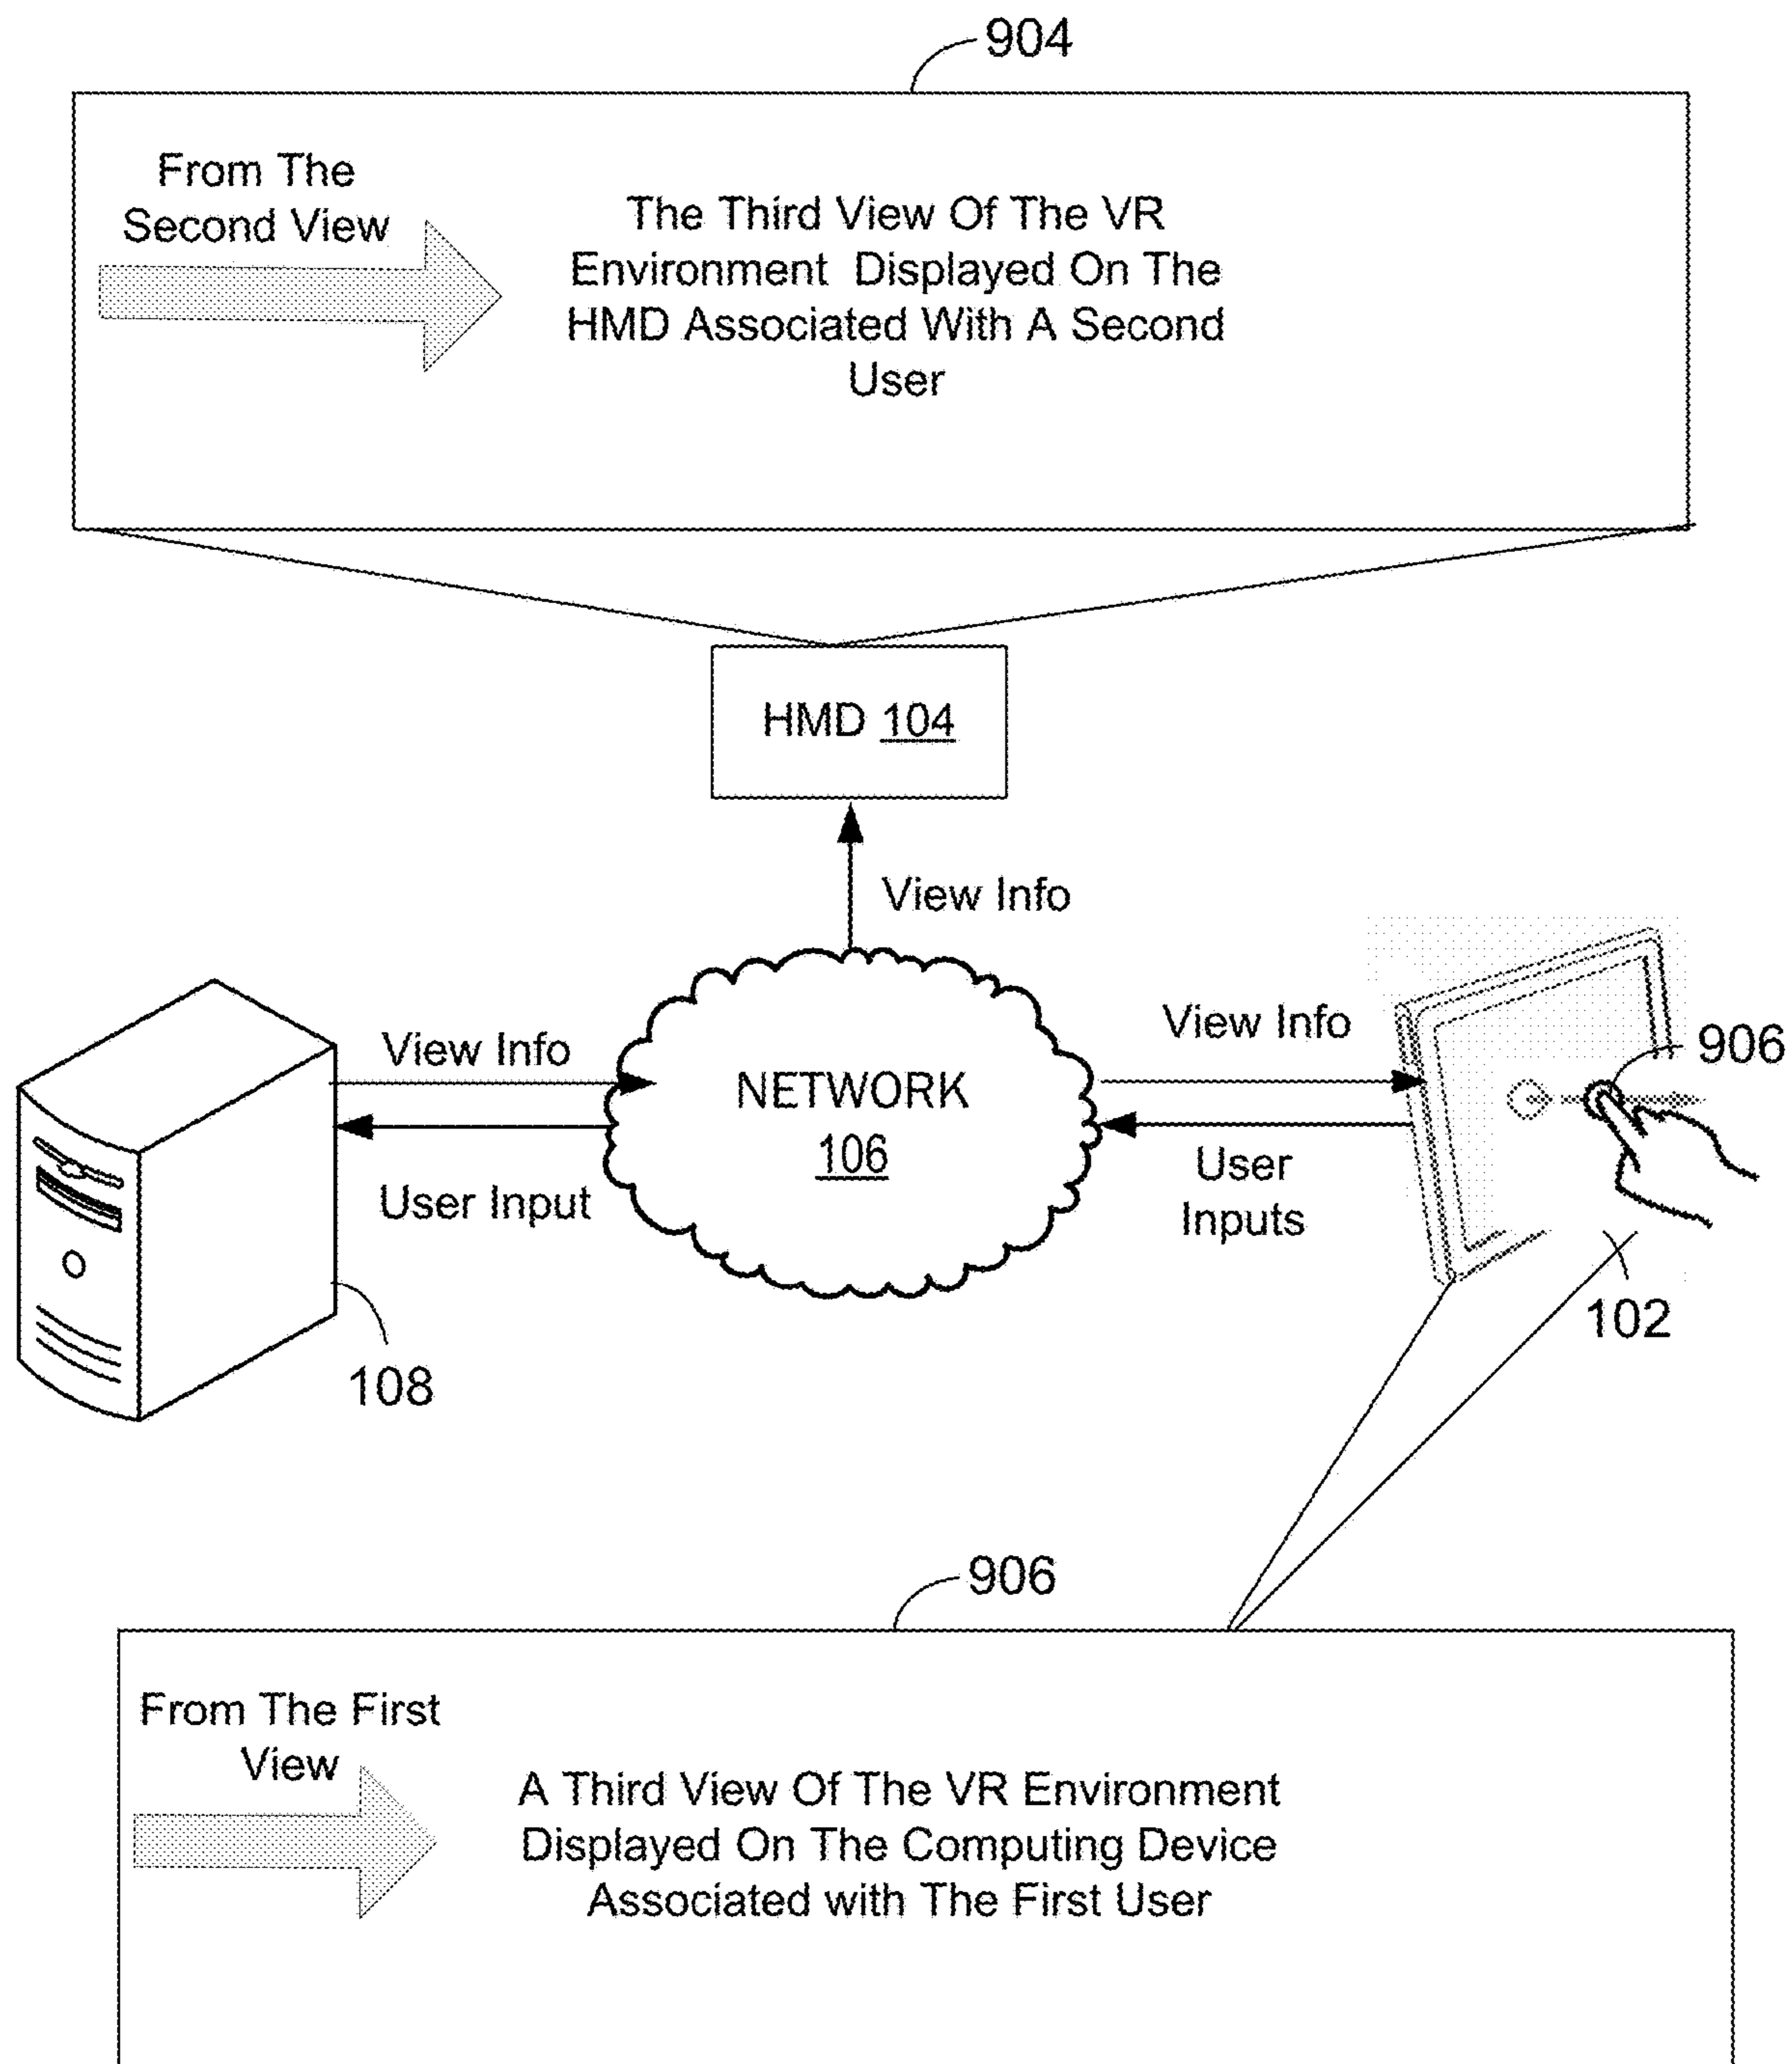 904
From The
Second View
The Third View Of The VR
Environment Displayed On The
HMD Associated With A Second
User
HMD 104
View Info
View Info
View Info
906
NETWORK
106
User Input
User
Inputs
102
108
906
From The First
View
A Third View Of The VR Environment
Displayed On The Computing Device
Associated with The First User